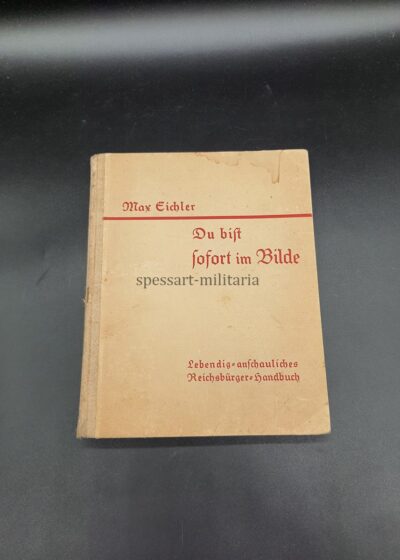 Max Eichler
Du bist
sofort im Bilde
spessart-militaria
Lebendig-anschauliches
Reichsbürger-Handbuch